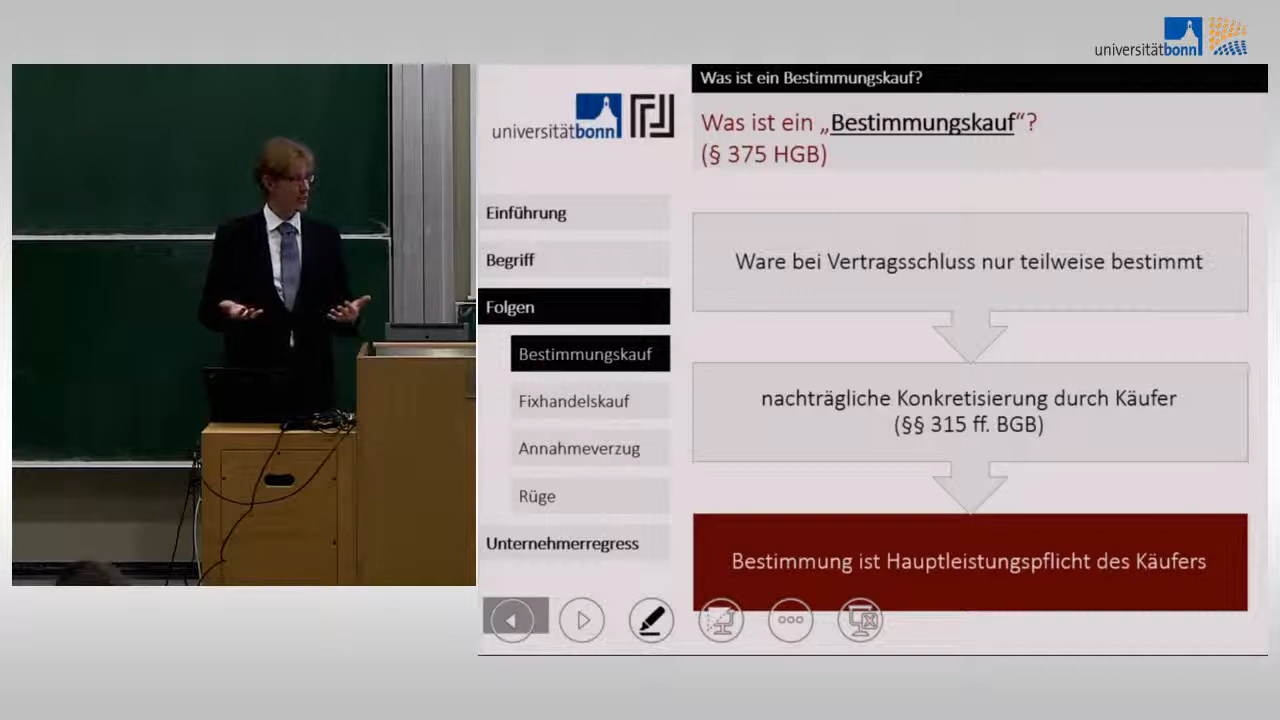 universitätbonn
Was ist ein Bestimmungskauf?
universitätbonn
Was ist ein „Bestimmungskauf“?
(§ 375 HGB)
Einführung
Begriff
Folgen
Bestimmungskauf
Fixhandelskauf
Annahmeverzug
Rüge
Unternehmerregress
Ware bei Vertragsschluss nur teilweise bestimmt
nachträgliche Konkretisierung durch Käufer
(§§ 315 ff. BGB)
Bestimmung ist Hauptleistungspflicht des Käufers